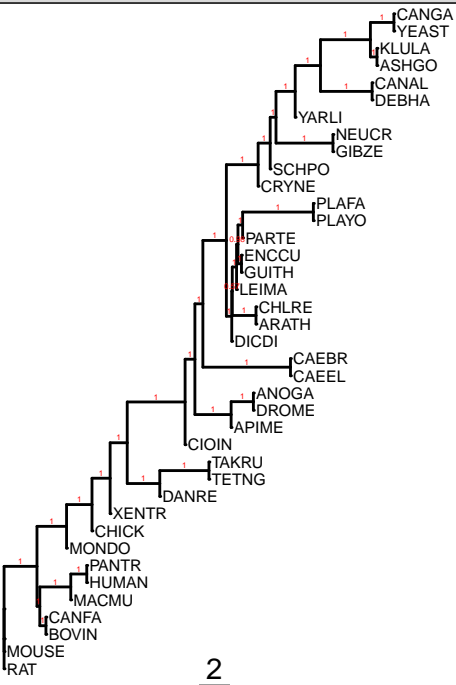 CANGA
YEAST
KLULA
ASHGO
CANAL
DEBHA
YARLI
NEUCR
GIBZE
SCHPO
CRYNE
PLAFA
PLAYO
PARTE
ENCCU
GUITH
LEIMA
CHLRE
ARATH
DICDI
CAEBR
CAEEL
ANOGA
DROME
APIME
CIOIN
TAKRU
TETNG
DANRE
XENTR
CHICK
MONDO
PANTR
HUMAN
MACMU
CANFA
BOVIN
MOUSE
RAT
2